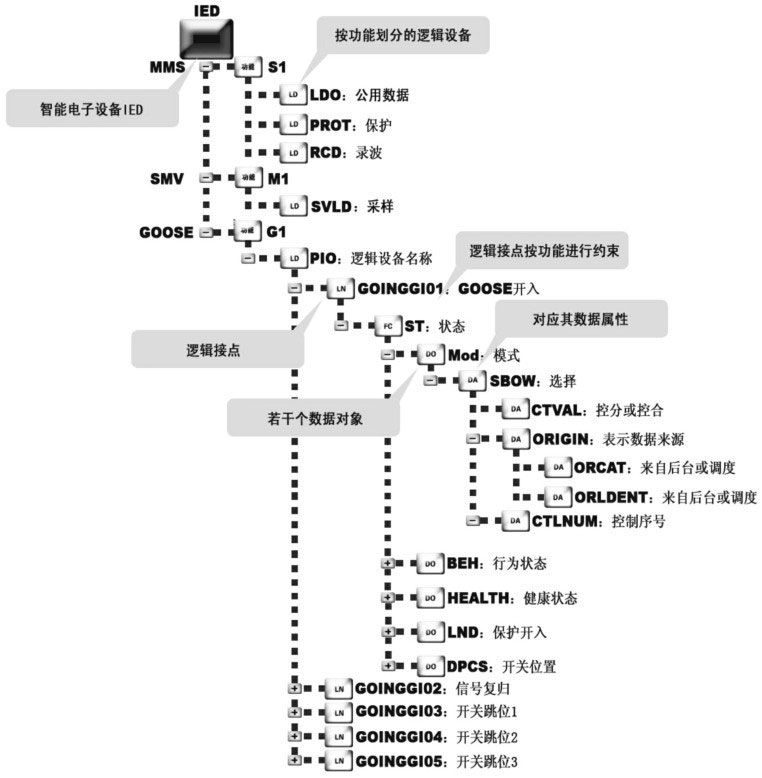 IED
按功能划分的逻辑设备
MMS 功能 S1
智能电子设备IED
LD LDO：公用数据
LD PROT：保护
LD RCD：录波
SMV 功能 M1
LD SVLD：采样
GOOSE 功能 G1
逻辑接点按功能进行约束
LD PIO：逻辑设备名称
LN GOINGGI01：GOOSE开入
对应其数据属性
FC ST：状态
逻辑接点
DO Mod：模式
DA SBOW：选择
若干个数据对象
DA CTVAL：控分或控合
DA ORIGIN：表示数据来源
DA ORCAT：来自后台或调度
DA ORLDENT：来自后台或调度
DA CTLNUM：控制序号
DO BEH：行为状态
DO HEALTH：健康状态
DO LND：保护开入
DO DPCS：开关位置
LN GOINGGI02：信号复归
LN GOINGGI03：开关跳位1
LN GOINGGI04：开关跳位2
LN GOINGGI05：开关跳位3